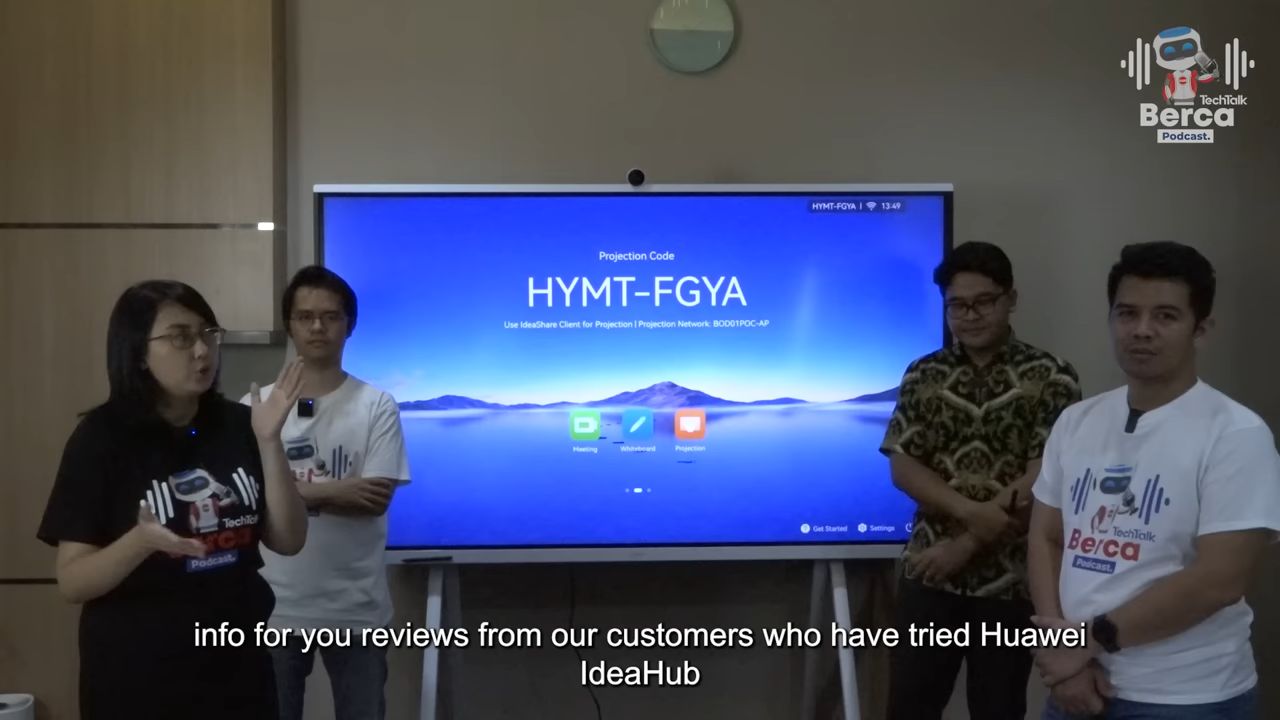 TechTalk
Berca
Podcast.
HYMT-FGYA | 13:49
Projection Code
HYMT-FGYA
Use IdeaShare Client for Projection | Projection Network: BOD01POC-AP
Meeting
Whiteboard
Projection
Get Started
Settings
TechTalk
Berca
Podcast.
TechTalk
Berca
Podcast.
info for you reviews from our customers who have tried Huawei
IdeaHub